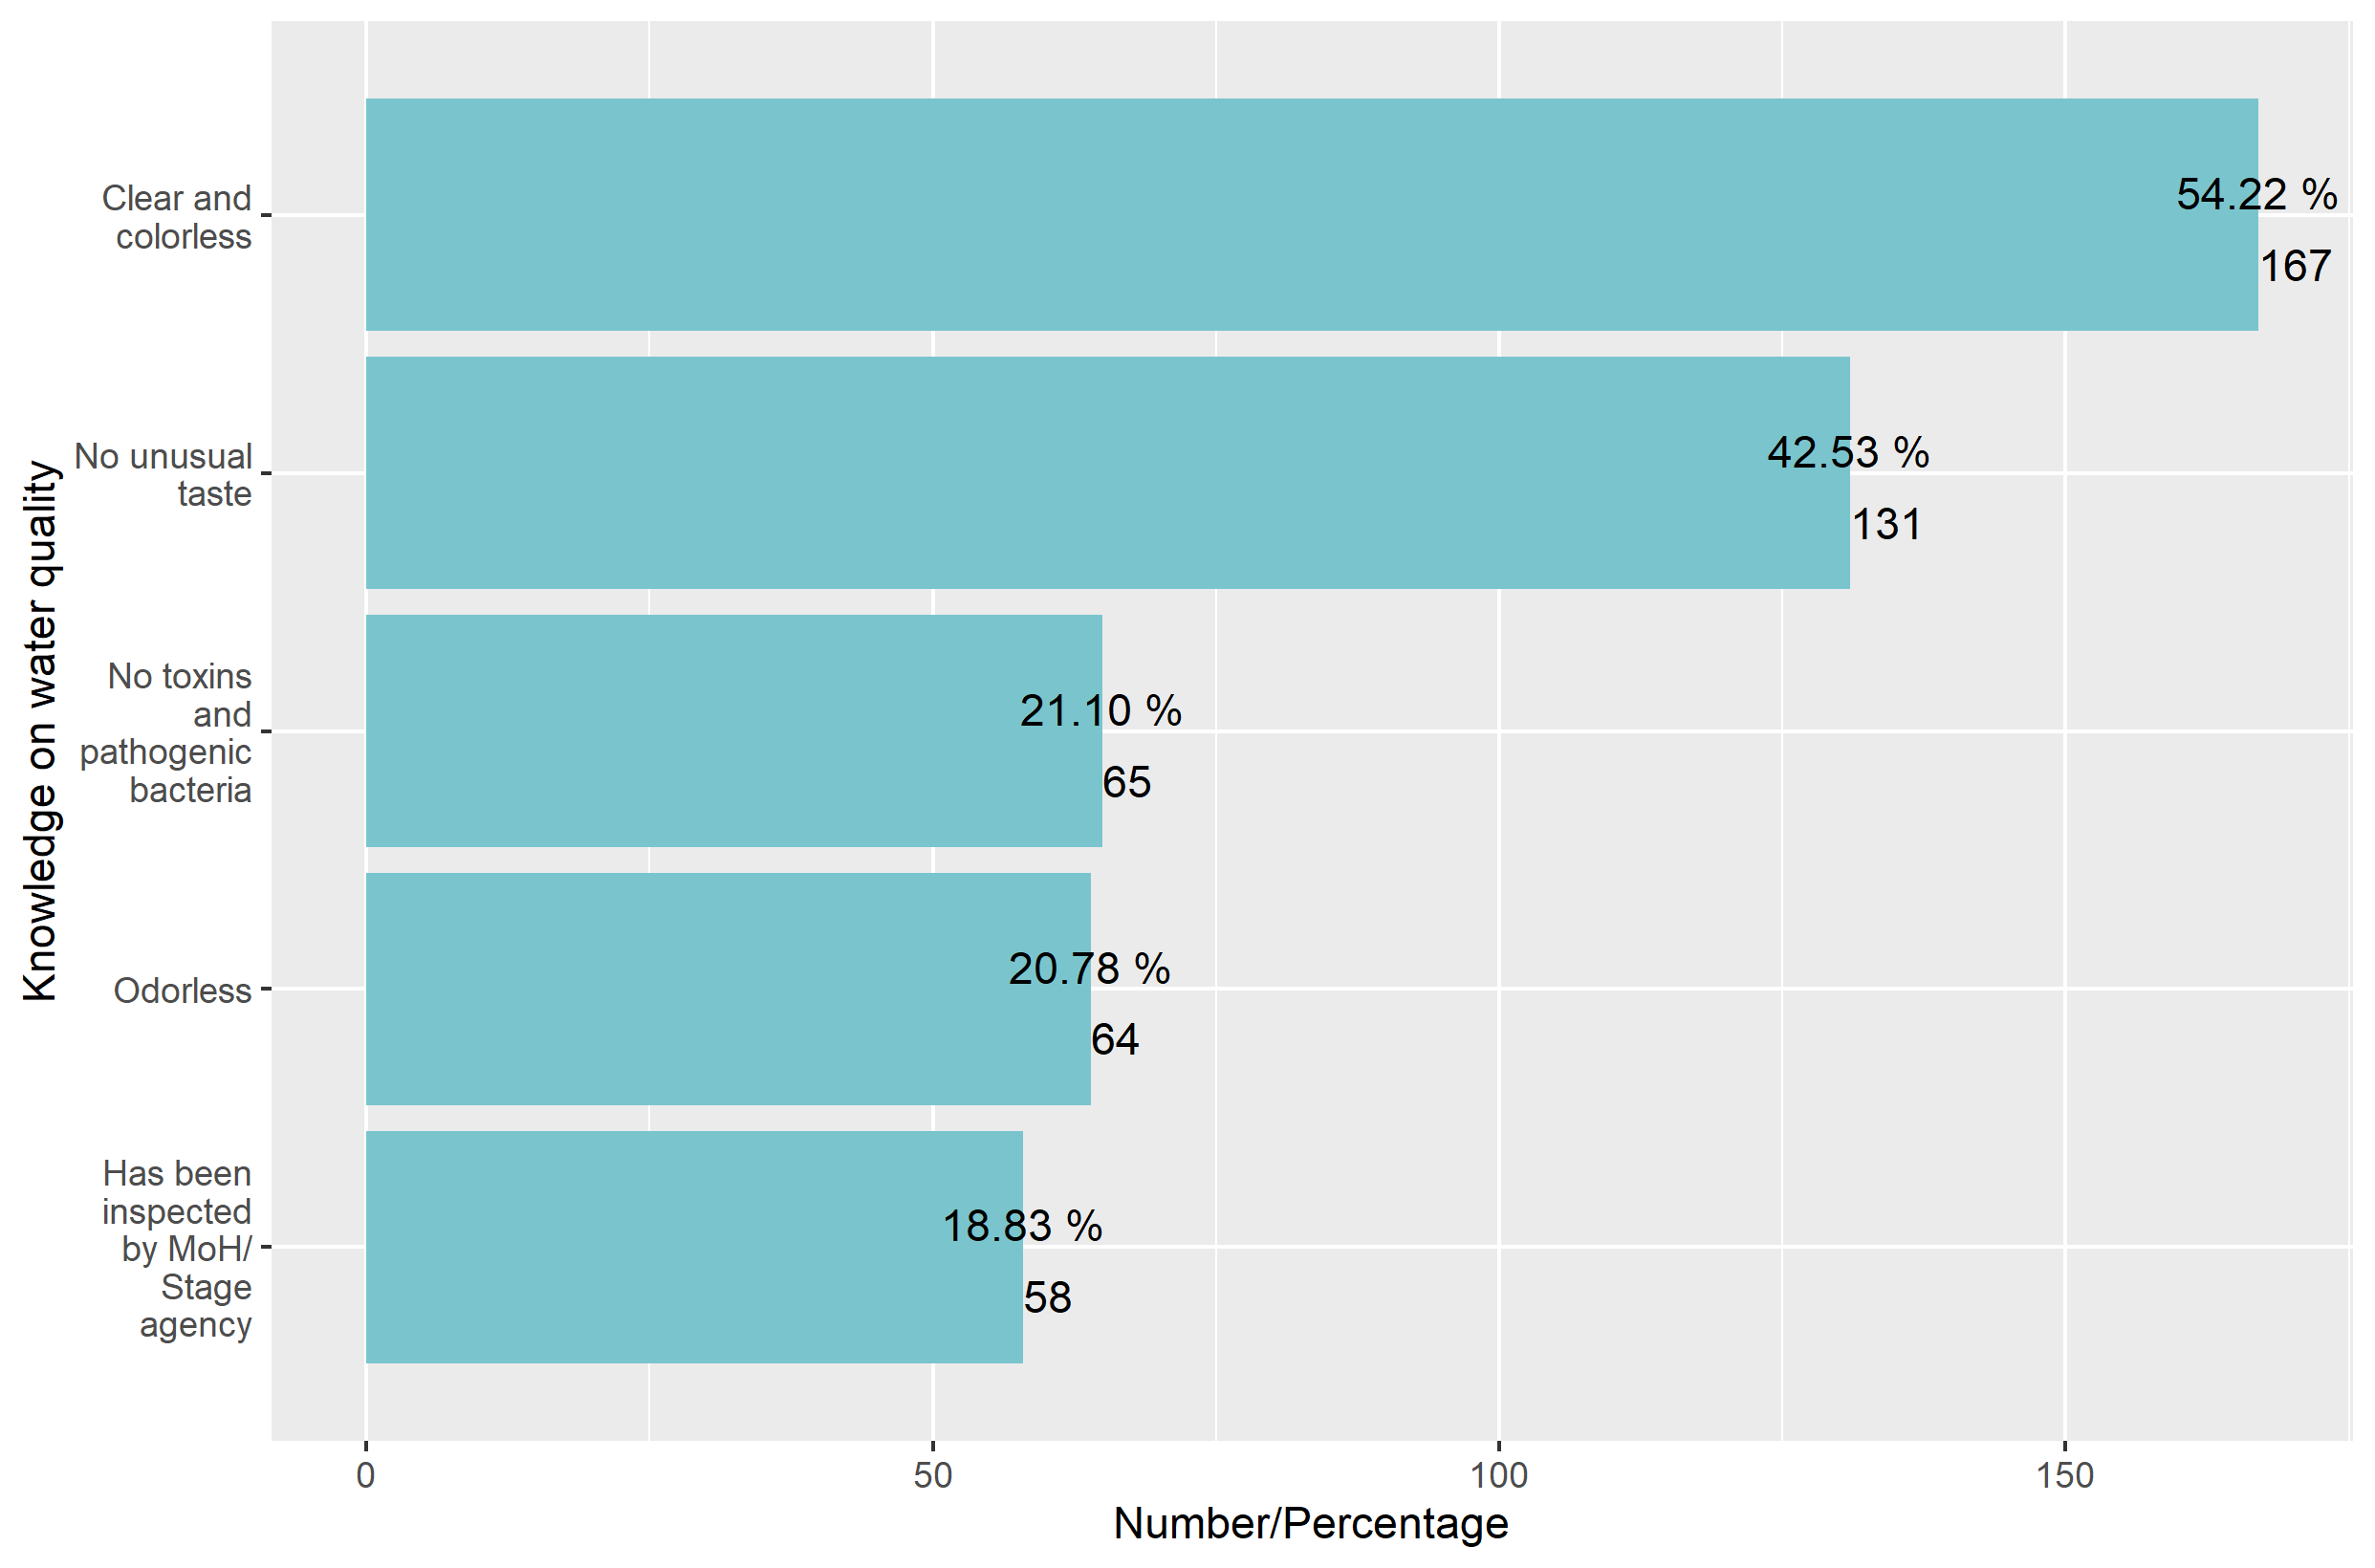 Knowledge on water quality
Clear and
colorless
54.22 %
167
No unusual
taste
42.53 %
131
No toxins
and
pathogenic
bacteria
21.10 %
65
Odorless
20.78 %
64
Has been
inspected
by MoH/
Stage
agency
18.83 %
58
0
50
100
150
Number/Percentage